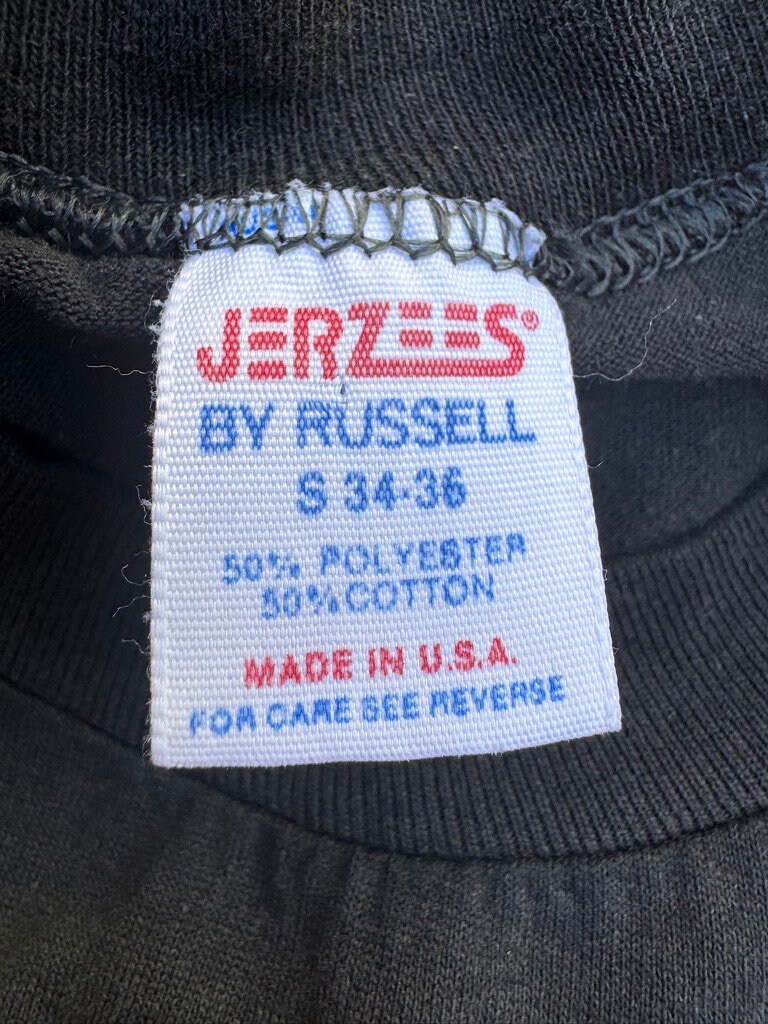 JERZEES®
BY RUSSELL
S 34-36
50% POLYESTER
50% COTTON
MADE IN U.S.A.
FOR CARE SEE REVERSE